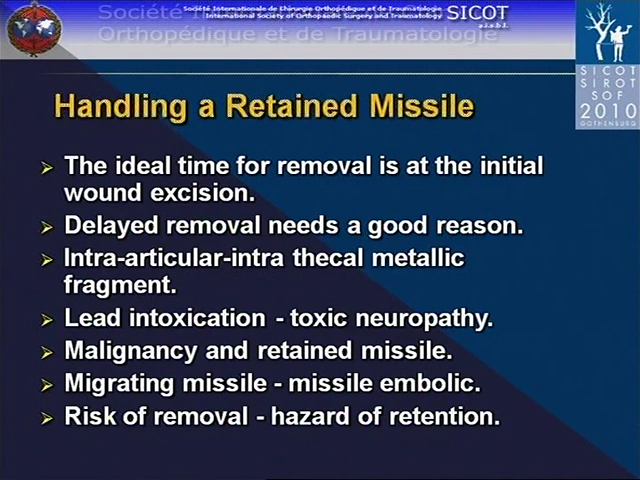 Société Internationale de Chirurgie Orthopédique et de Traumatologie
International Society of Orthopaedic Surgery and Traumatology
SICOT
a.i.s.b.l.
Société In
Orthopédique et de Traumatologie
SICOT
SIROT
SOF
2010
GOTHENBURG
Handling a Retained Missile
➢ The ideal time for removal is at the initial
wound excision.
➢ Delayed removal needs a good reason.
➢ Intra-articular-intra thecal metallic
fragment.
➢ Lead intoxication - toxic neuropathy.
➢ Malignancy and retained missile.
➢ Migrating missile - missile embolic.
➢ Risk of removal - hazard of retention.